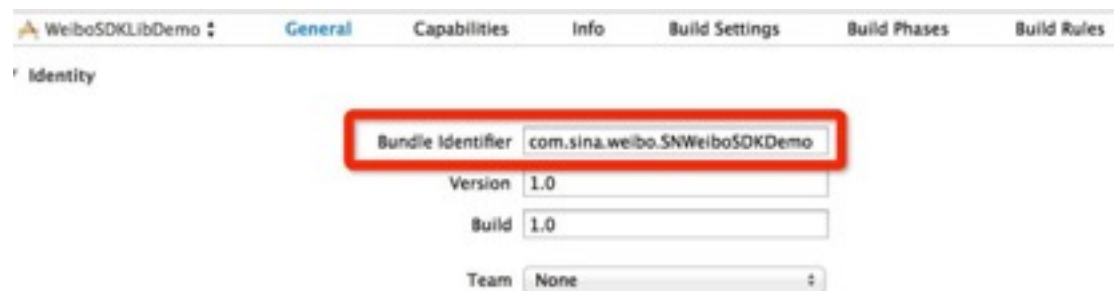 WeiboSDKLibDemo General Capabilities Info Build Settings Build Phases Build Rules
Identity
Bundle Identifier com.sina.weibo.SNWeiboSDKDemo
Version 1.0
Build 1.0
Team None